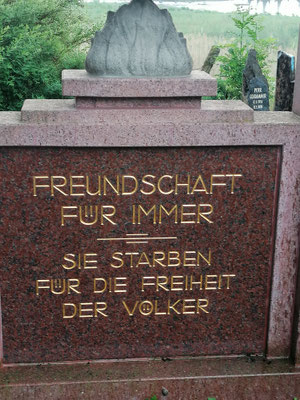 FREUNDSCHAFT
FÜR IMMER
SIE STARBEN
FÜR DIE FREIHEIT
DER VÖLKER